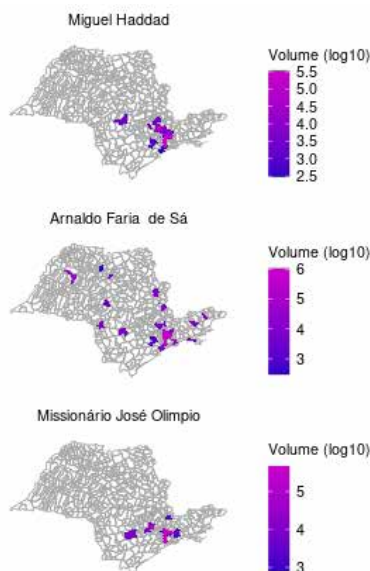 Miguel Haddad
Volume (log10)
5.5
5.0
4.5
4.0
3.5
3.0
2.5
Arnaldo Faria de Sá
Volume (log10)
6
5
4
3
Missionário José Olimpio
Volume (log10)
5
4
3